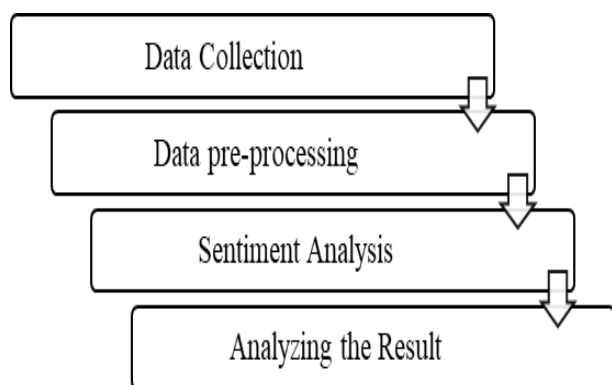 Data Collection
Data pre-processing
Sentiment Analysis
Analyzing the Result